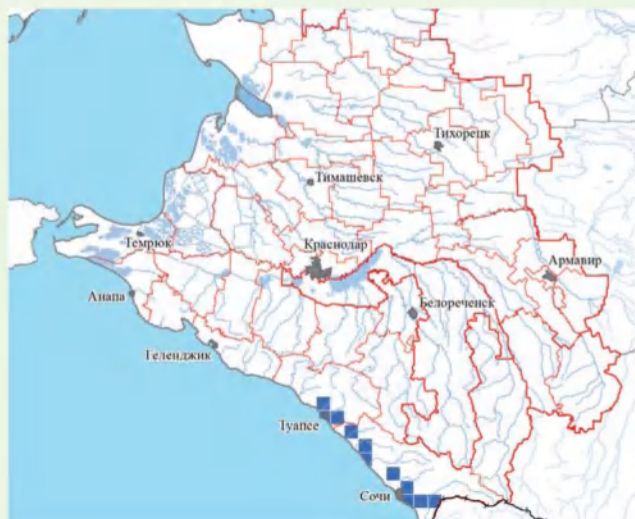 Тихорецк
Тимашевск
Темрюк
Краснодар
Армавир
Анапа
Белореченск
Геленджик
Туапсе
Сочи